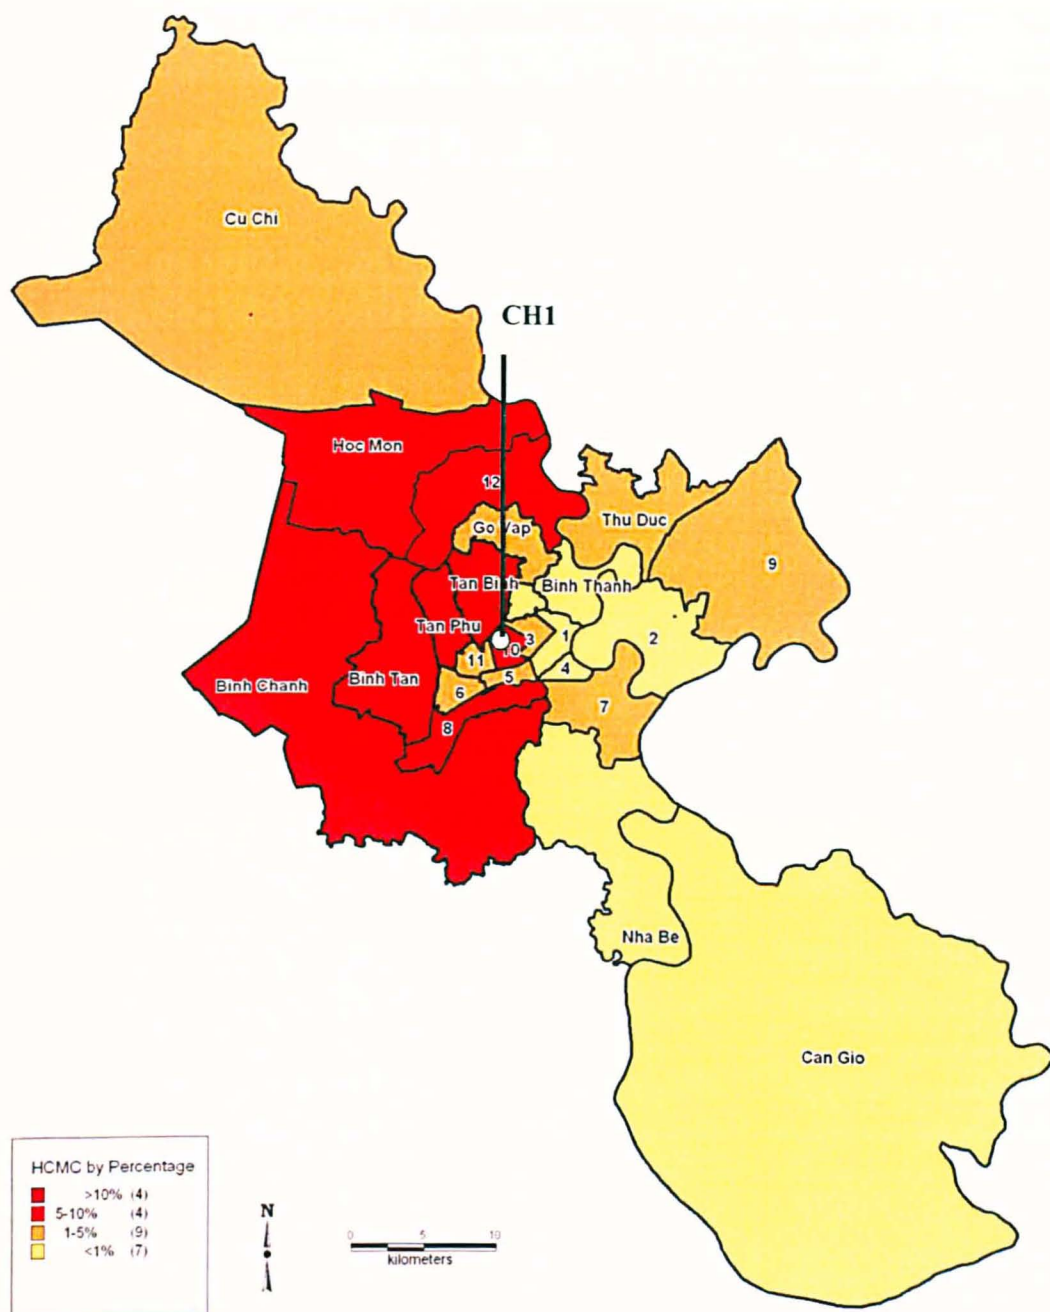 Cu Chi
CH1
Hoc Mon
12
Go Vap
Thu Duc
9
Tan Binh
Binh Thanh
Tan Phu
3
1
2
10
11
4
5
Binh Chanh
Binh Tan
6
7
8
Nha Be
Can Gio
HCMC by Percentage
>10% (4)
5-10% (4)
1-5% (9)
<1% (7)
N
0 5 10
kilometers